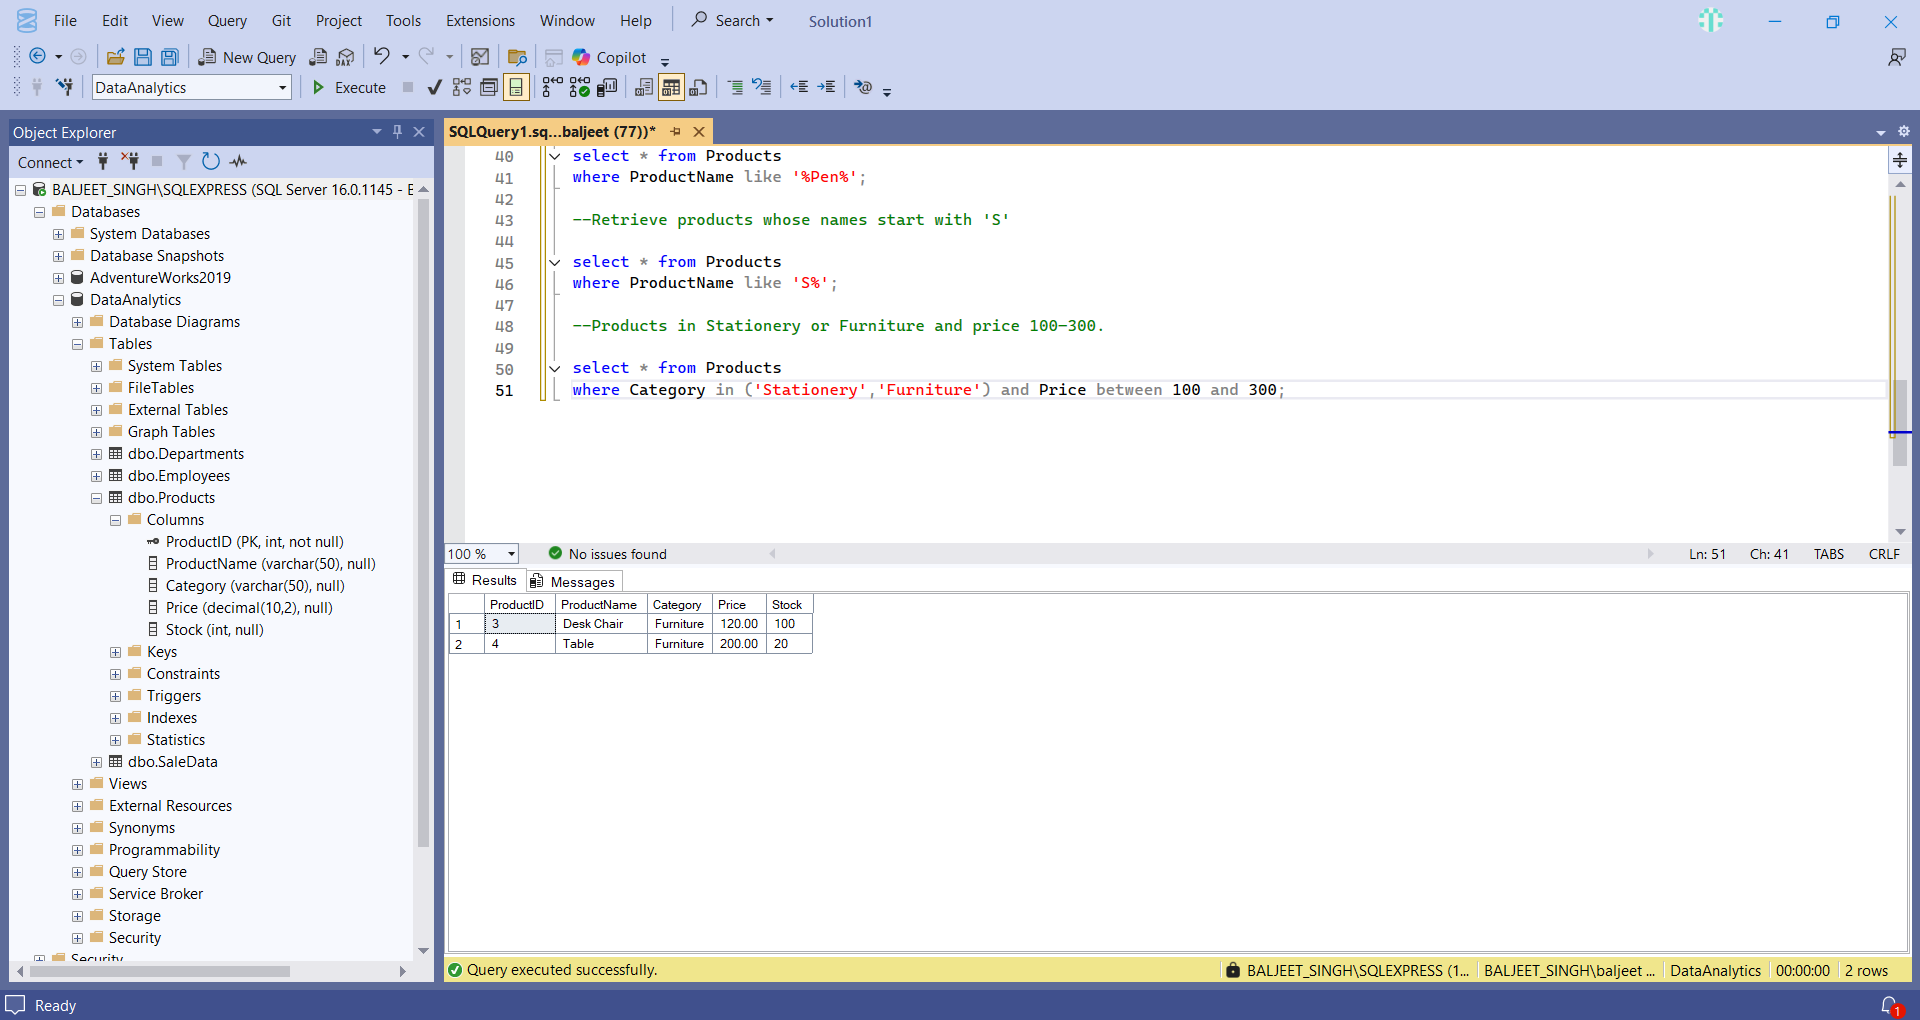 File Edit View Query Git Project Tools Extensions Window Help Search Solution1
New Query DAX Copilot
DataAnalytics Execute
Object Explorer
Connect
BALJEET_SINGH\SQLEXPRESS (SQL Server 16.0.1145 - E
Databases
System Databases
Database Snapshots
AdventureWorks2019
DataAnalytics
Database Diagrams
Tables
System Tables
FileTables
External Tables
Graph Tables
dbo.Departments
dbo.Employees
dbo.Products
Columns
ProductID (PK, int, not null)
ProductName (varchar(50), null)
Category (varchar(50), null)
Price (decimal(10,2), null)
Stock (int, null)
Keys
Constraints
Triggers
Indexes
Statistics
dbo.SaleData
Views
External Resources
Synonyms
Programmability
Query Store
Service Broker
Storage
Security
Security
SQLQuery1.sq...baljeet (77))*
40 select * from Products
41 where ProductName like '%Pen%';
42
43 --Retrieve products whose names start with 'S'
44
45 select * from Products
46 where ProductName like 'S%';
47
48 --Products in Stationery or Furniture and price 100-300.
49
50 select * from Products
51 where Category in ('Stationery','Furniture') and Price between 100 and 300;
100 % No issues found Ln: 51 Ch: 41 TABS CRLF
Results Messages
ProductID ProductName Category Price Stock
1 3 Desk Chair Furniture 120.00 100
2 4 Table Furniture 200.00 20
Query executed successfully. BALJEET_SINGH\SQLEXPRESS (1... BALJEET_SINGH\baljeet ... DataAnalytics 00:00:00 2 rows
Ready 1